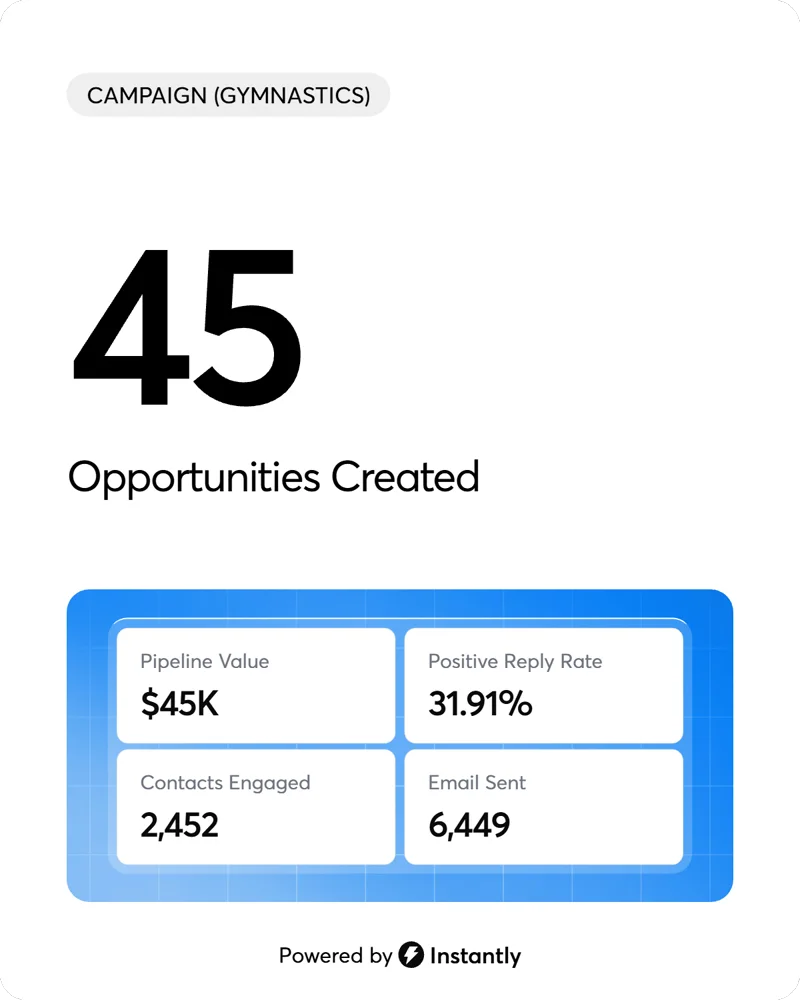 CAMPAIGN (GYMNASTICS)
45
Opportunities Created
Pipeline Value
$45K
Positive Reply Rate
31.91%
Contacts Engaged
2,452
Email Sent
6,449
Powered by Instantly